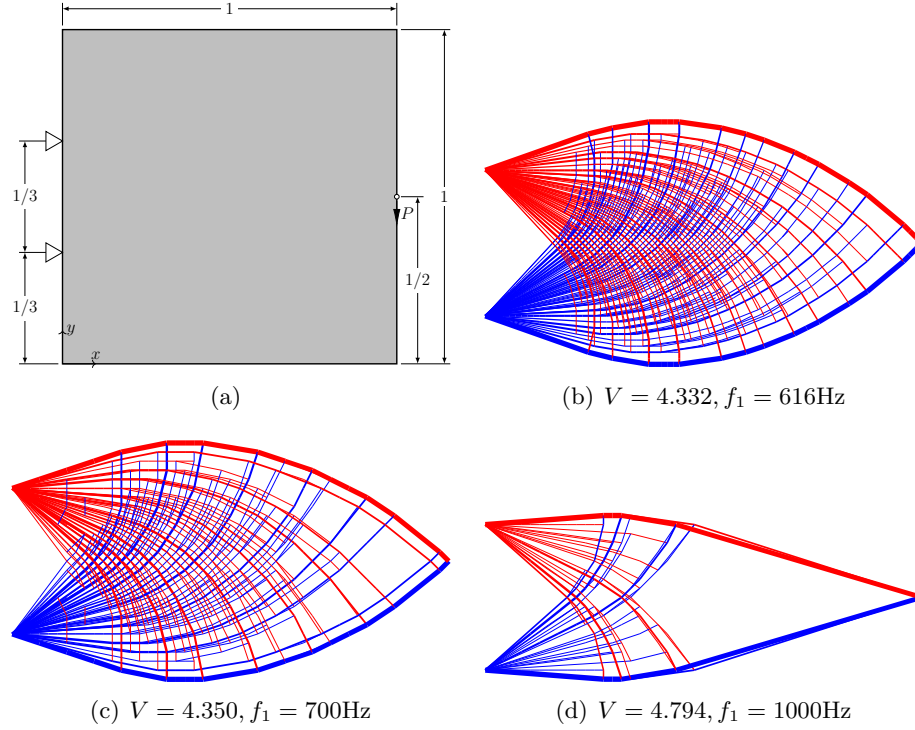 1
1/3
1/3
P
1
1/2
y
x
(a)
(b) V = 4.332, f₁ = 616Hz
(c) V = 4.350, f₁ = 700Hz
(d) V = 4.794, f₁ = 1000Hz